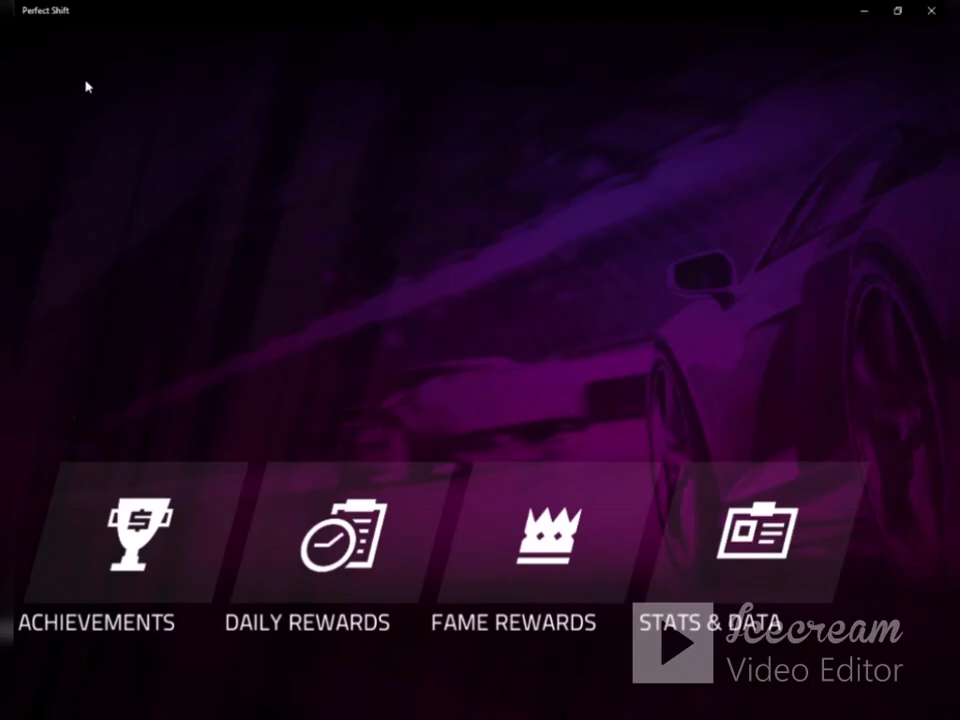 Perfect Shift
ACHIEVEMENTS
DAILY REWARDS
FAME REWARDS
STATS & DATA
Icecream
Video Editor